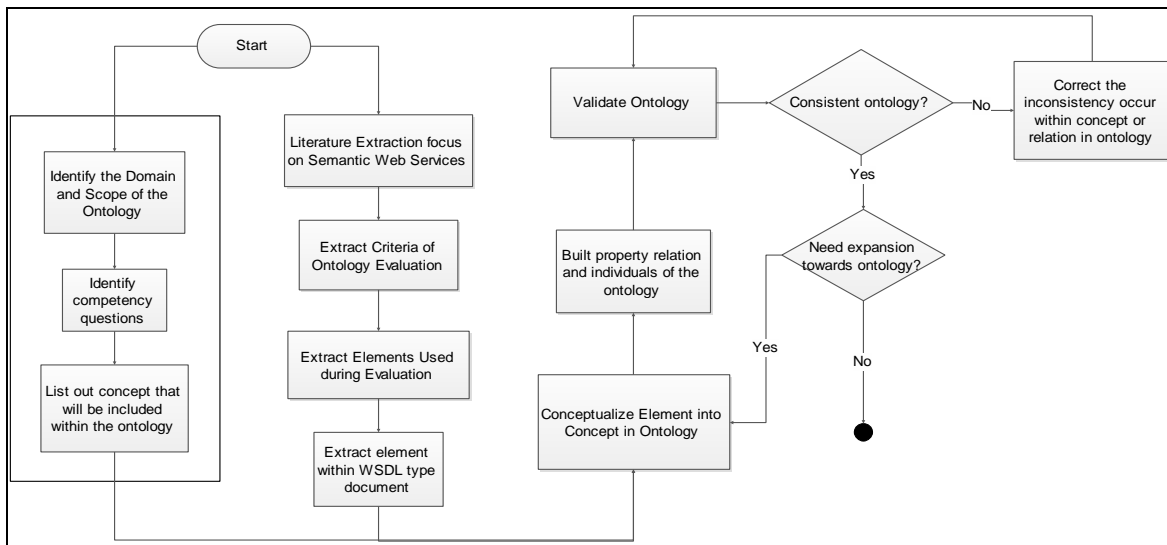 Start
Identify the Domain
and Scope of the
Ontology
Identify
competency
questions
List out concept that
will be included
within the ontology
Literature Extraction focus
on Semantic Web Services
Extract Criteria of
Ontology Evaluation
Extract Elements Used
during Evaluation
Extract element
within WSDL type
document
Conceptualize Element into
Concept in Ontology
Built property relation
and individuals of the
ontology
Validate Ontology
Consistent ontology?
No
Correct the
inconsistency occur
within concept or
relation in ontology
Yes
Need expansion
towards ontology?
Yes
No